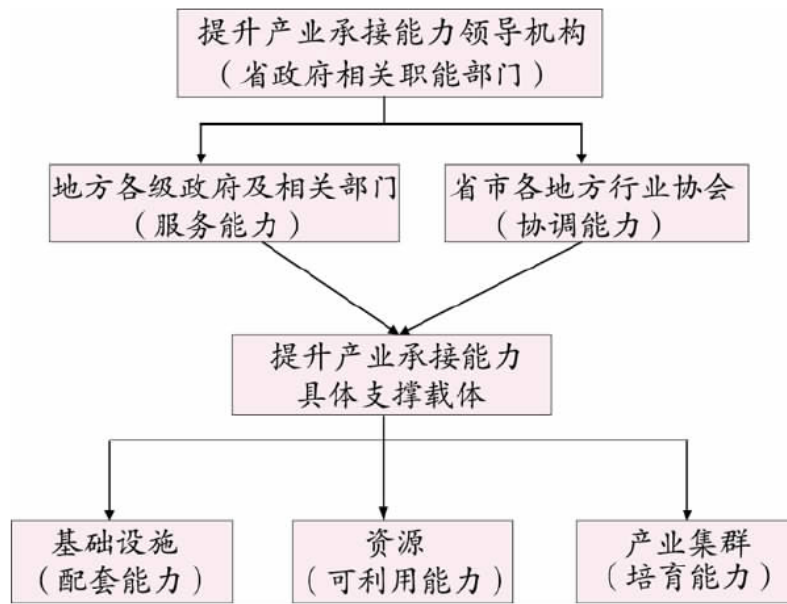 提升产业承接能力领导机构
（省政府相关职能部门）
地方各级政府及相关部门
（服务能力）
省市各地方行业协会
（协调能力）
提升产业承接能力
具体支撑载体
基础设施
（配套能力）
资源
（可利用能力）
产业集群
（培育能力）